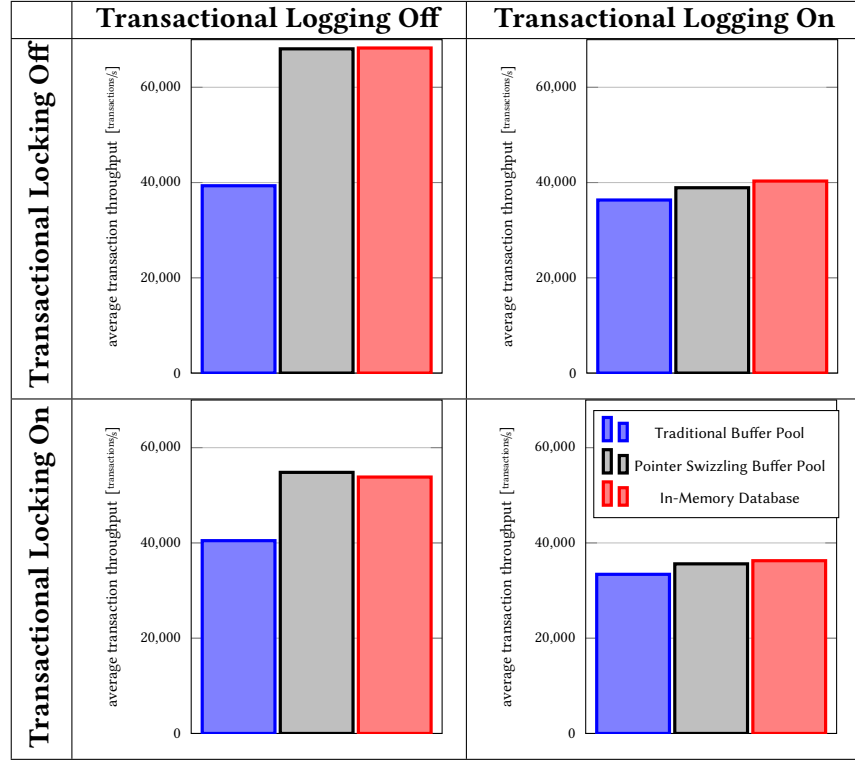 Transactional Logging Off
Transactional Logging On
Transactional Locking Off
average transaction throughput [transactions/s]
60,000
40,000
20,000
0
average transaction throughput [transactions/s]
60,000
40,000
20,000
0
Transactional Locking On
average transaction throughput [transactions/s]
60,000
40,000
20,000
0
average transaction throughput [transactions/s]
60,000
40,000
20,000
0
Traditional Buffer Pool
Pointer Swizzling Buffer Pool
In-Memory Database